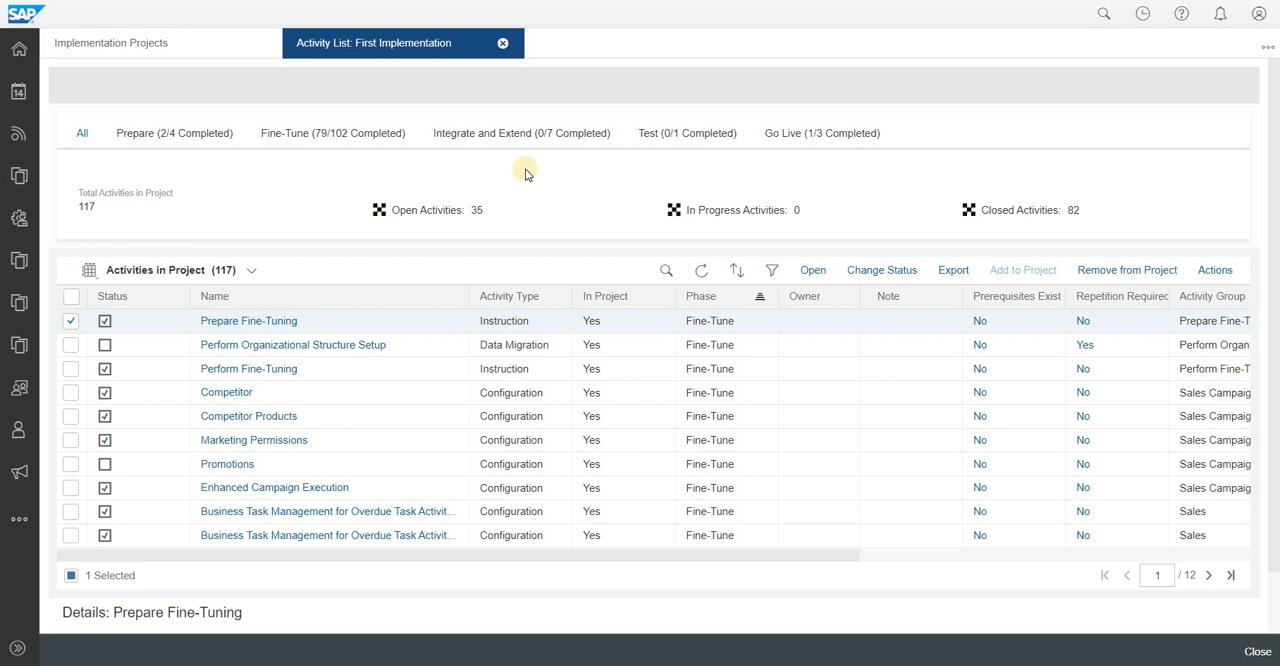 SAP
Implementation Projects
Activity List: First Implementation
14
All Prepare (2/4 Completed) Fine-Tune (79/102 Completed) Integrate and Extend (0/7 Completed) Test (0/1 Completed) Go Live (1/3 Completed)
Total Activities in Project
117
Open Activities: 35
In Progress Activities: 0
Closed Activities: 82
Activities in Project (117)
Open Change Status Export Add to Project Remove from Project Actions
Status Name Activity Type In Project Phase Owner Note Prerequisites Exist Repetition Required Activity Group
Prepare Fine-Tuning Instruction Yes Fine-Tune No No Prepare Fine-T
Perform Organizational Structure Setup Data Migration Yes Fine-Tune No Yes Perform Organ
Perform Fine-Tuning Instruction Yes Fine-Tune No No Perform Fine-T
Competitor Configuration Yes Fine-Tune No No Sales Campaig
Competitor Products Configuration Yes Fine-Tune No No Sales Campaig
Marketing Permissions Configuration Yes Fine-Tune No No Sales Campaig
Promotions Configuration Yes Fine-Tune No No Sales Campaig
Enhanced Campaign Execution Configuration Yes Fine-Tune No No Sales Campaig
Business Task Management for Overdue Task Activit... Configuration Yes Fine-Tune No No Sales
Business Task Management for Overdue Task Activit... Configuration Yes Fine-Tune No No Sales
1 Selected
1 / 12
Details: Prepare Fine-Tuning
Close